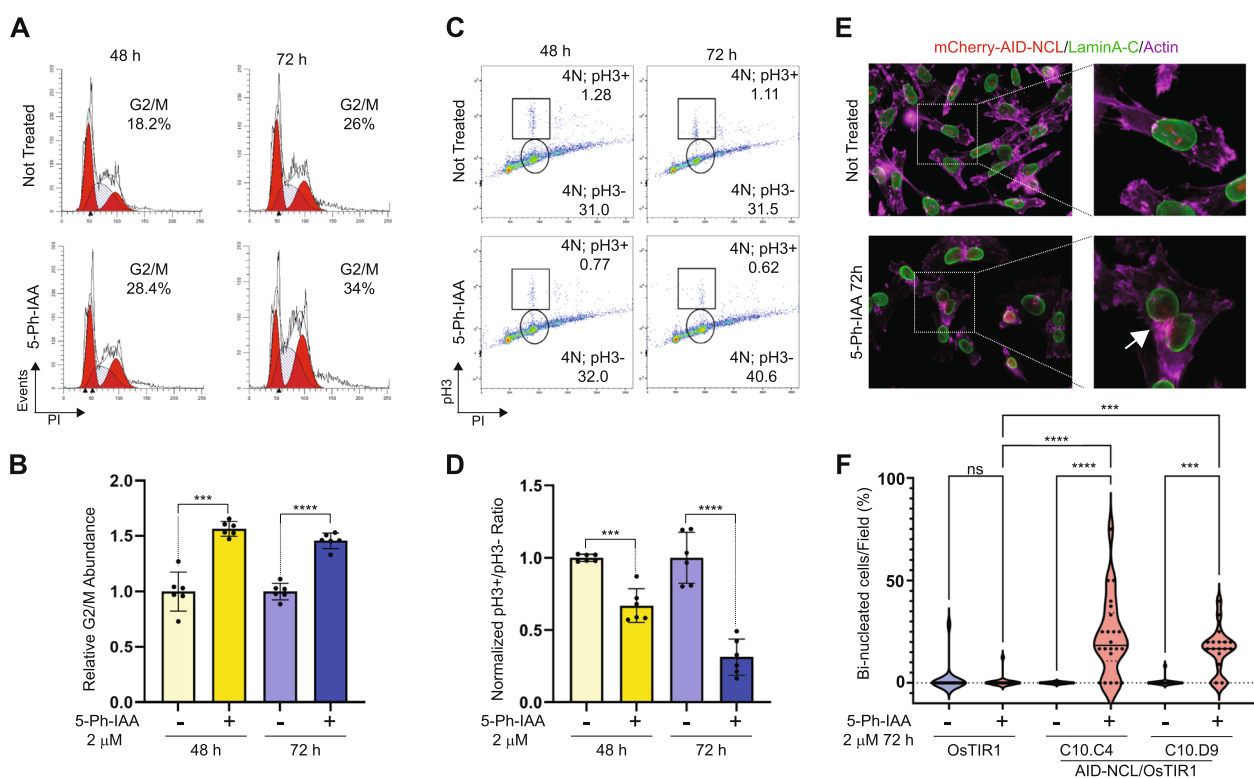 A
48 h
72 h
Not Treated
G2/M
18.2%
G2/M
26%
5-Ph-IAA
G2/M
28.4%
G2/M
34%
Events
PI
B
Relative G2/M Abundance
2.0
1.5
1.0
0.5
0.0
***
****
5-Ph-IAA - + - +
2 μM
48 h
72 h
C
48 h
72 h
Not Treated
4N; pH3+
1.28
4N; pH3-
31.0
4N; pH3+
1.11
4N; pH3-
31.5
5-Ph-IAA
4N; pH3+
0.77
4N; pH3-
32.0
4N; pH3+
0.62
4N; pH3-
40.6
pH3
PI
D
Normalized pH3+/pH3- Ratio
1.5
1.0
0.5
0.0
***
****
5-Ph-IAA - + - +
2 μM
48 h
72 h
E
mCherry-AID-NCL/LaminA-C/Actin
Not Treated
5-Ph-IAA 72h
F
Bi-nucleated cells/Field (%)
100
50
0
***
****
ns
****
***
5-Ph-IAA - + - + - +
2 μM 72 h
OsTIR1
C10.C4
C10.D9
AID-NCL/OsTIR1